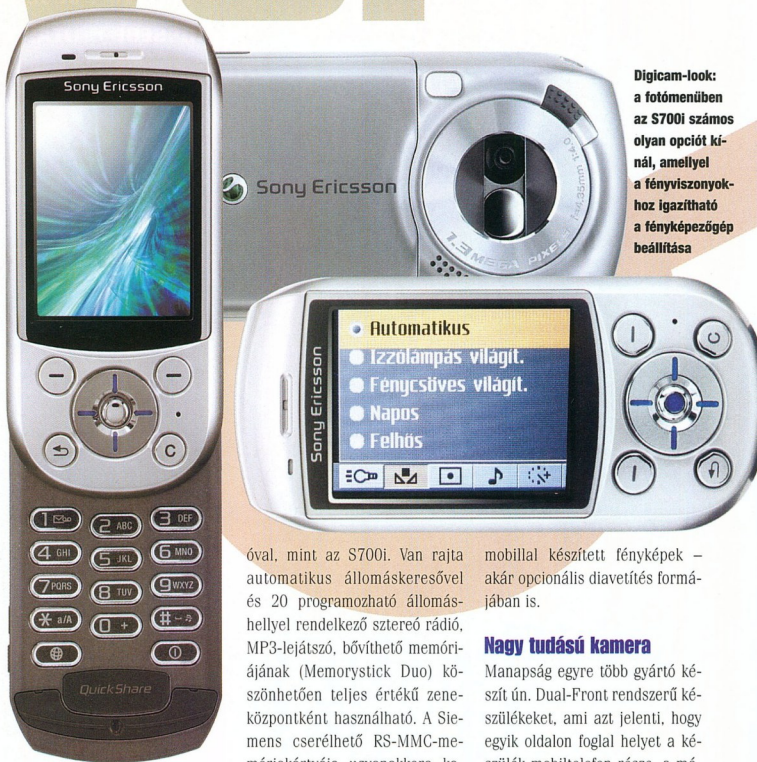 Sony Ericsson
1 2 ABC 3 DEF
4 GHI 5 JKL 6 MNO
7 PQRS 8 TUV 9 WXYZ
* a/A 0 + #
C
QuickShare
Sony Ericsson
1.3 MEGA PIXEL
f=4.35mm 1:4.0
Digicam-look:
a fotómenüben
az S700i számos
olyan opciót kí-
nál, amellyel
a fényviszonyok-
hoz igazítható
a fényképezőgép
beállítása
Sony Ericsson
Automatikus
Izzólámpás világít.
Fénycsöves világít.
Napos
Felhős
C
óval, mint az S700i. Van rajta
automatikus állomáskeresővel
és 20 programozható állomás-
hellyel rendelkező sztereó rádió,
MP3-lejátszó, bővíthető memóri-
ájának (Memorystick Duo) kö-
szönhetően teljes értékű zene-
központként használható. A Sie-
mens cserélhető RS-MMC-me-
mobillal készített fényképek –
akár opcionális diavetítés formá-
jában is.
Nagy tudású kamera
Manapság egyre több gyártó ké-
szít ún. Dual-Front rendszerű ké-
szülékeket, ami azt jelenti, hogy
egyik oldalon foglal helyet a ké-